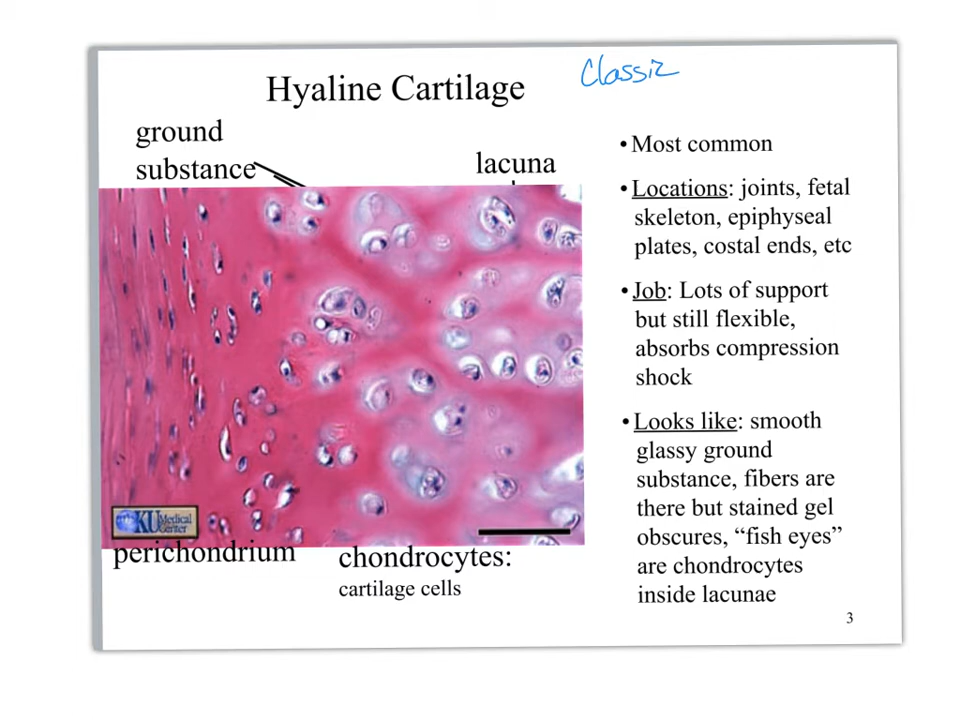 Hyaline Cartilage
Classic
ground
substance
lacuna
KU Medical
Center
perichondrium
chondrocytes:
cartilage cells
• Most common
• Locations: joints, fetal
skeleton, epiphyseal
plates, costal ends, etc
• Job: Lots of support
but still flexible,
absorbs compression
shock
• Looks like: smooth
glassy ground
substance, fibers are
there but stained gel
obscures, “fish eyes”
are chondrocytes
inside lacunae
3